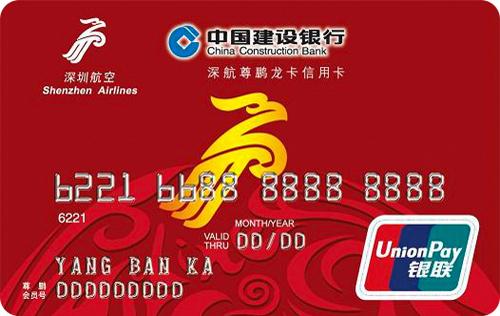 深圳航空
Shenzhen Airlines
中国建设银行
China Construction Bank
深航尊鹏龙卡信用卡
6221 6688 8888 8888
6221
MONTH/YEAR
VALID THRU DD/DD
YANG BAN KA
尊鹏会员号 000000000
UnionPay
银联